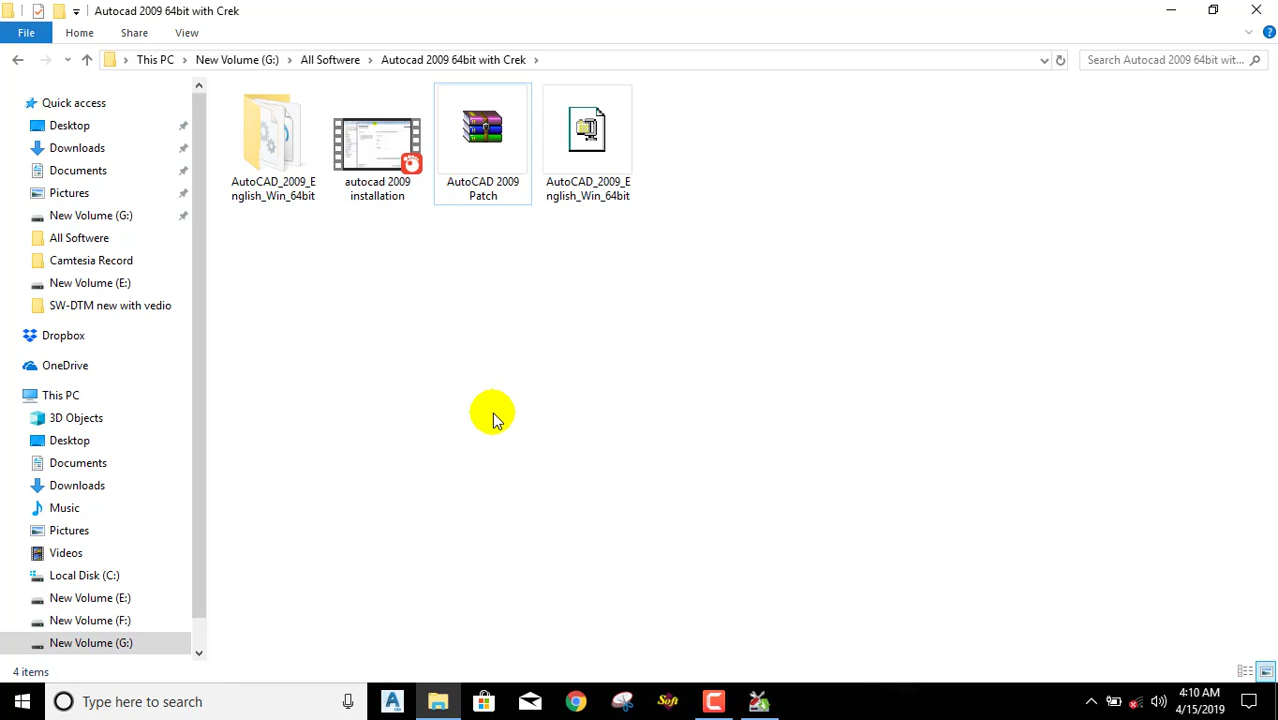 Autocad 2009 64bit with Crek
File
Home
Share
View
This PC
New Volume (G:)
All Softwere
Autocad 2009 64bit with Crek
Search Autocad 2009 64bit wit...
Quick access
Desktop
Downloads
Documents
Pictures
New Volume (G:)
All Softwere
Camtesia Record
New Volume (E:)
SW-DTM new with vedio
Dropbox
OneDrive
This PC
3D Objects
Desktop
Documents
Downloads
Music
Pictures
Videos
Local Disk (C:)
New Volume (E:)
New Volume (F:)
New Volume (G:)
AutoCAD_2009_E
nglish_Win_64bit
autocad 2009
installation
AutoCAD 2009
Patch
AutoCAD_2009_E
nglish_Win_64bit
4 items
Type here to search
Soft
4:10 AM
4/15/2019